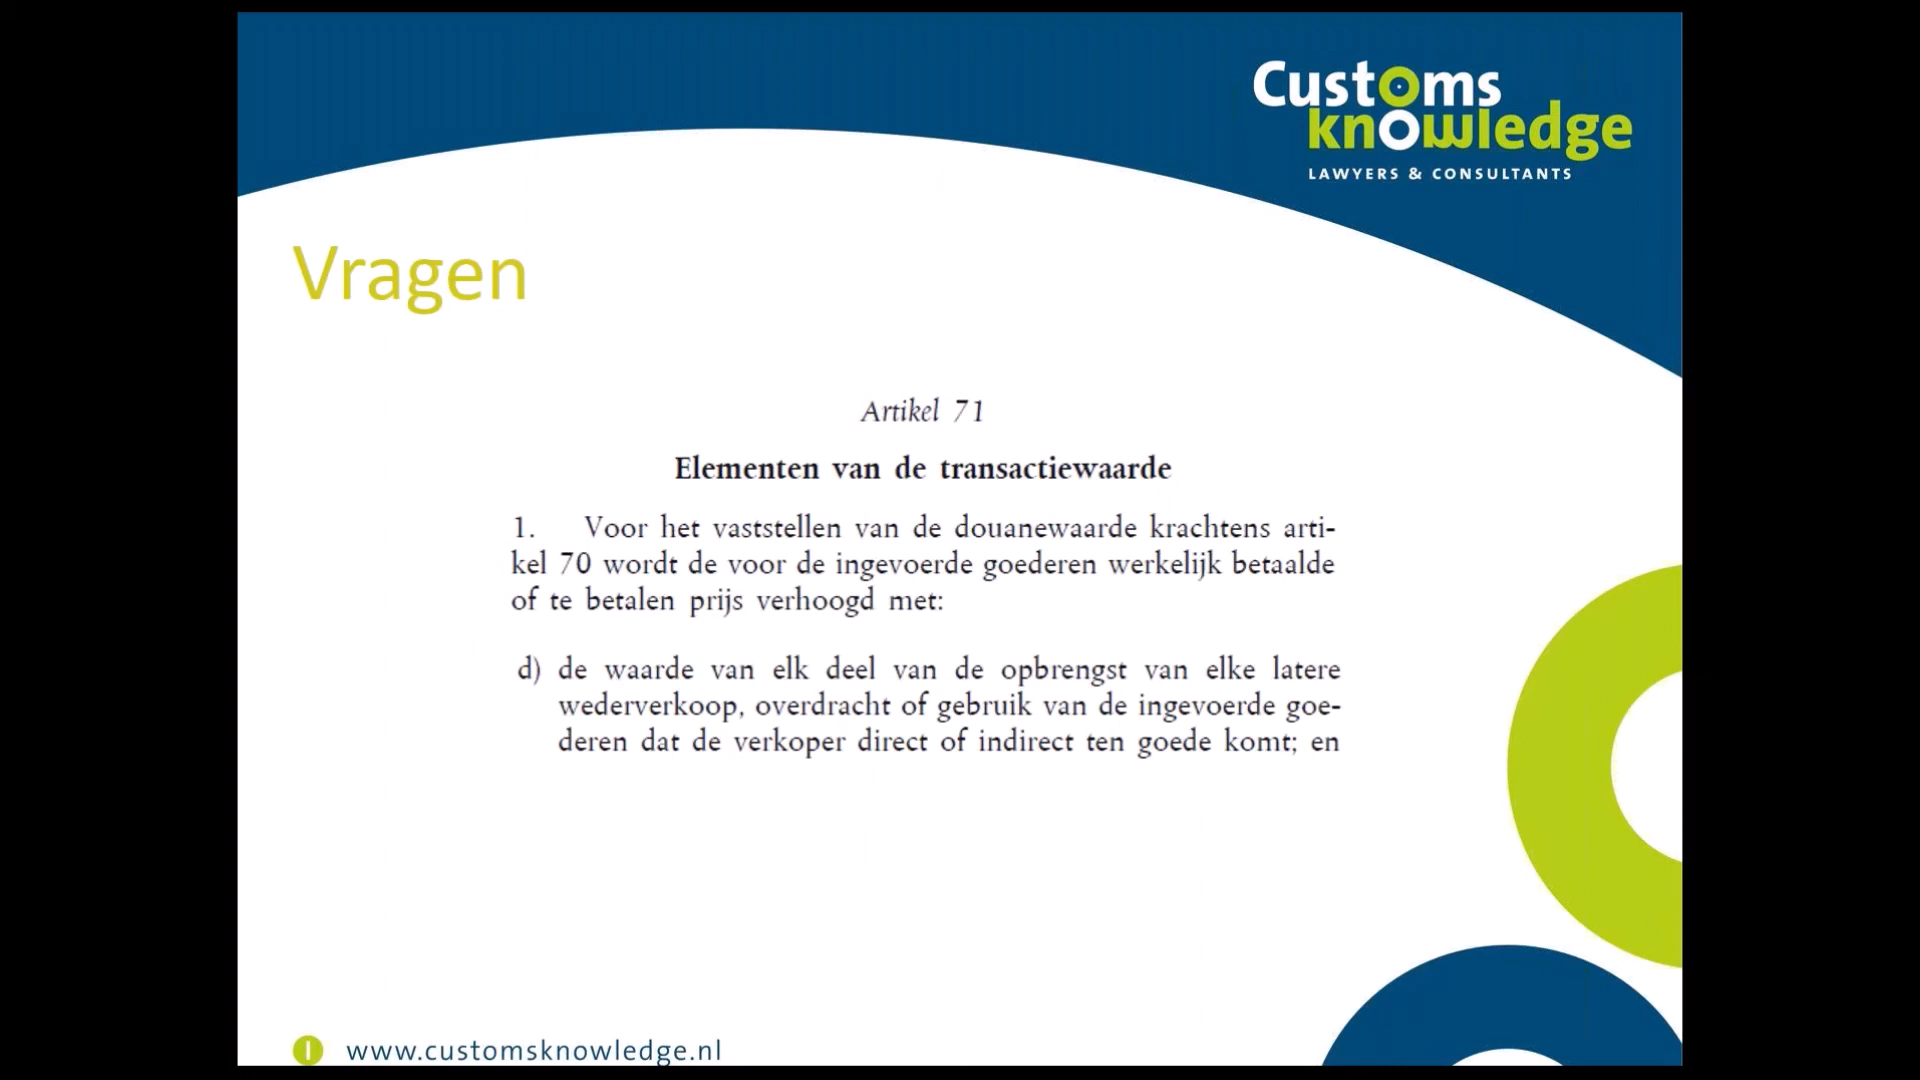 Customs
knowledge
LAWYERS & CONSULTANTS
Vragen
Artikel 71
Elementen van de transactiewaarde
1. Voor het vaststellen van de douanewaarde krachtens arti-
kel 70 wordt de voor de ingevoerde goederen werkelijk betaalde
of te betalen prijs verhoogd met:
d) de waarde van elk deel van de opbrengst van elke latere
wederverkoop, overdracht of gebruik van de ingevoerde goe-
deren dat de verkoper direct of indirect ten goede komt; en
www.customsknowledge.nl